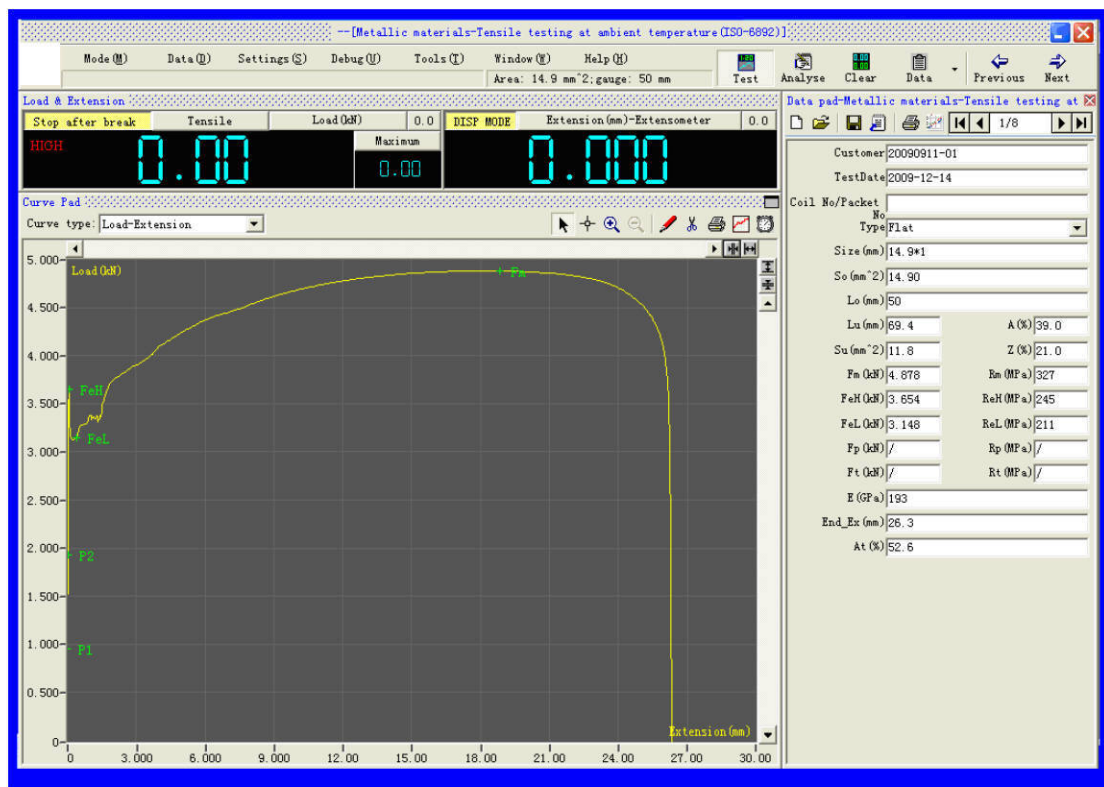 --[Metallic materials-Tensile testing at ambient temperature(ISO-6892)]
Mode(M) Data(D) Settings(S) Debug(U) Tools(T) Window(W) Help(H)
Area: 14.9 mm^2;gauge: 50 mm
Test Analyse Clear Data Previous Next
Load & Extension
Stop after break Tensile Load(kN) 0.0 DISP MODE Extension(mm)-Extensometer 0.0
HIGH 0.00 Maximum 0.00 0.000
Curve Pad
Curve type: Load-Extension
Load(kN)
5.000
4.500
4.000
3.500
3.000
2.500
2.000
1.500
1.000
0.500
0
Fm
FeH
FeL
P2
P1
Extension(mm)
0 3.000 6.000 9.000 12.00 15.00 18.00 21.00 24.00 27.00 30.00
Data pad-Metallic materials-Tensile testing at
1/8
Customer 20090911-01
TestDate 2009-12-14
Coil No/Packet
No
Type Flat
Size(mm) 14.9*1
So(mm^2) 14.90
Lo(mm) 50
Lu(mm) 69.4 A(%) 39.0
Su(mm^2) 11.8 Z(%) 21.0
Fm(kN) 4.878 Rm(MPa) 327
FeH(kN) 3.654 ReH(MPa) 245
FeL(kN) 3.148 ReL(MPa) 211
Fp(kN) / Rp(MPa) /
Ft(kN) / Rt(MPa) /
E(GPa) 193
End_Ex(mm) 26.3
At(%) 52.6